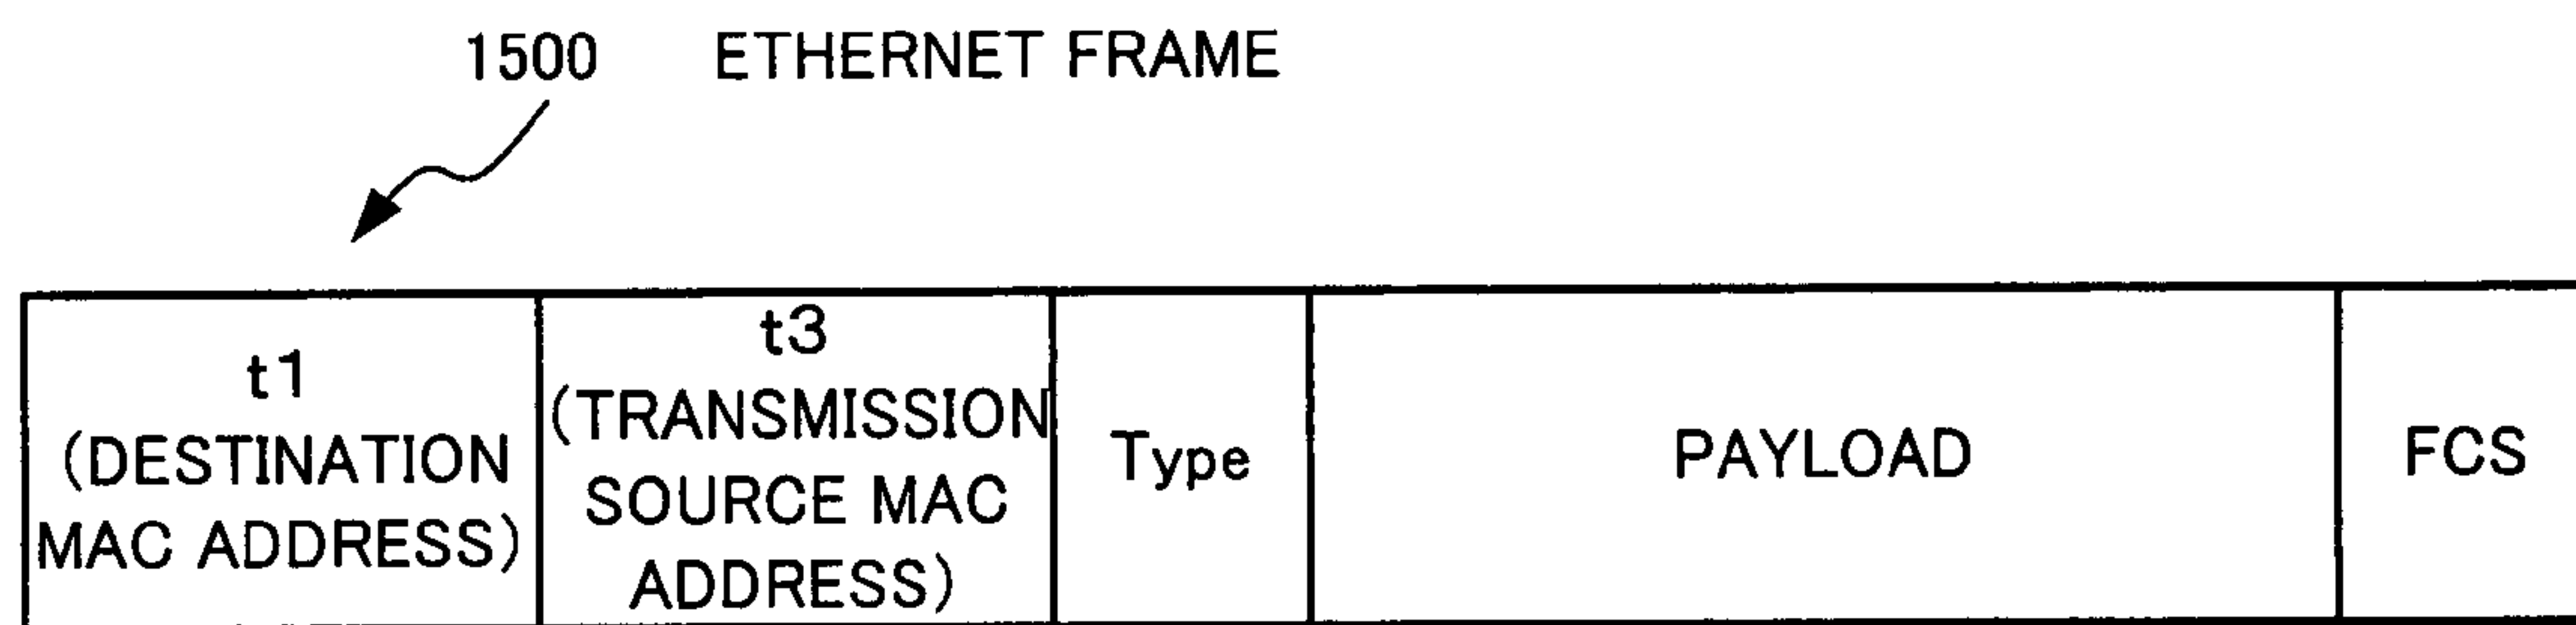 1500 ETHERNET FRAME
t1
(DESTINATION
MAC ADDRESS)
t3
(TRANSMISSION
SOURCE MAC
ADDRESS)
Type
PAYLOAD
FCS